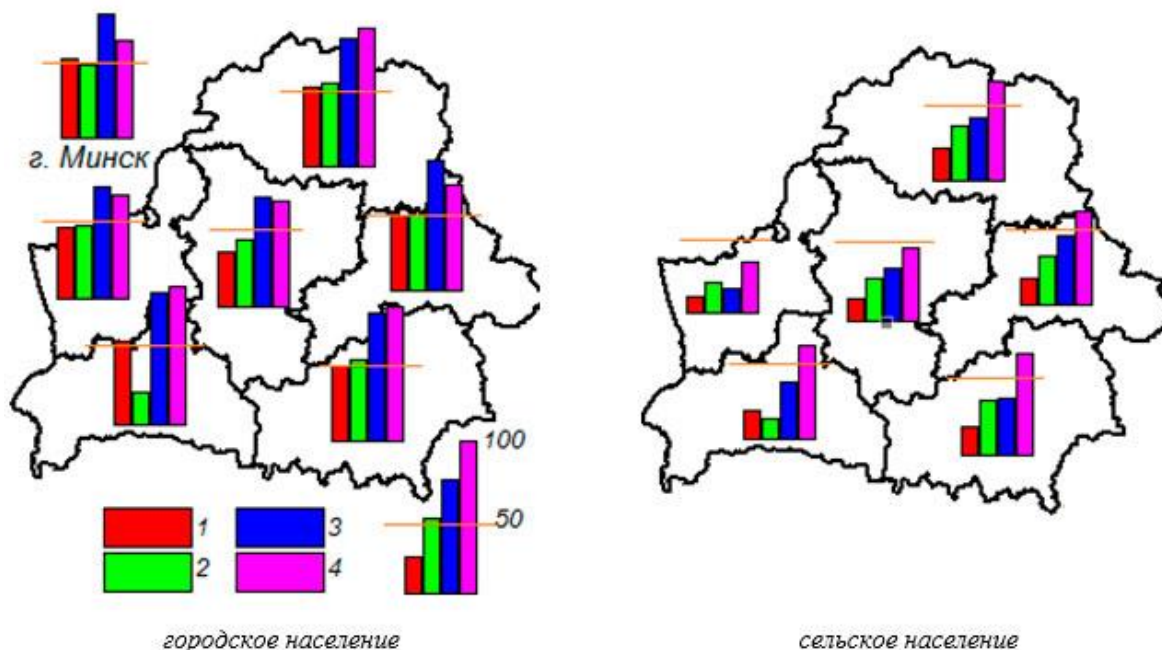 г. Минск
100
50
1
3
2
4
городское население
сельское население